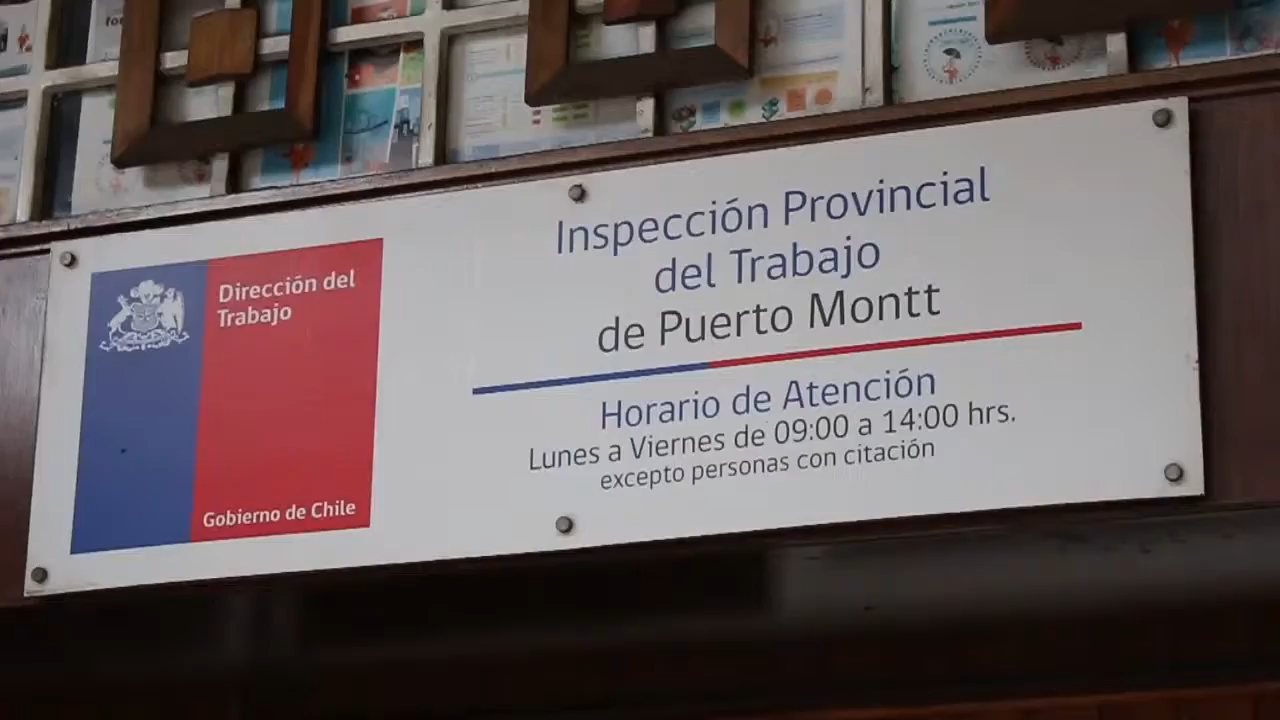 Dirección del
Trabajo
Gobierno de Chile
Inspección Provincial
del Trabajo
de Puerto Montt
Horario de Atención
Lunes a Viernes de 09:00 a 14:00 hrs.
excepto personas con citación